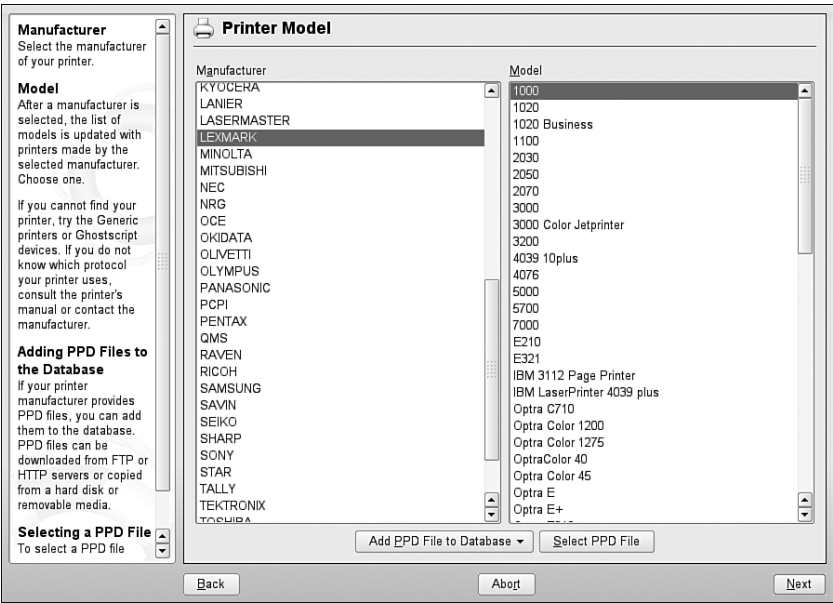 Manufacturer
Select the manufacturer
of your printer.
Model
After a manufacturer is
selected, the list of
models is updated with
printers made by the
selected manufacturer.
Choose one.
If you cannot find your
printer, try the Generic
printers or Ghostscript
devices. If you do not
know which protocol
your printer uses,
consult the printer's
manual or contact the
manufacturer.
Adding PPD Files to
the Database
If your printer
manufacturer provides
PPD files, you can add
them to the database.
PPD files can be
downloaded from FTP or
HTTP servers or copied
from a hard disk or
removable media.
Selecting a PPD File
To select a PPD file
Printer Model
Manufacturer
KYOCERA
LANIER
LASERMASTER
LEXMARK
MINOLTA
MITSUBISHI
NEC
NRG
OCE
OKIDATA
OLIVETTI
OLYMPUS
PANASONIC
PCPI
PENTAX
QMS
RAVEN
RICOH
SAMSUNG
SAVIN
SEIKO
SHARP
SONY
STAR
TALLY
TEKTRONIX
TOSHIBA
Model
1000
1020
1020 Business
1100
2030
2050
2070
3000
3000 Color Jetprinter
3200
4039 10plus
4076
5000
5700
7000
E210
E321
IBM 3112 Page Printer
IBM LaserPrinter 4039 plus
Optra C710
Optra Color 1200
Optra Color 1275
OptraColor 40
Optra Color 45
Optra E
Optra E+
Add PPD File to Database
Select PPD File
Back
Abort
Next